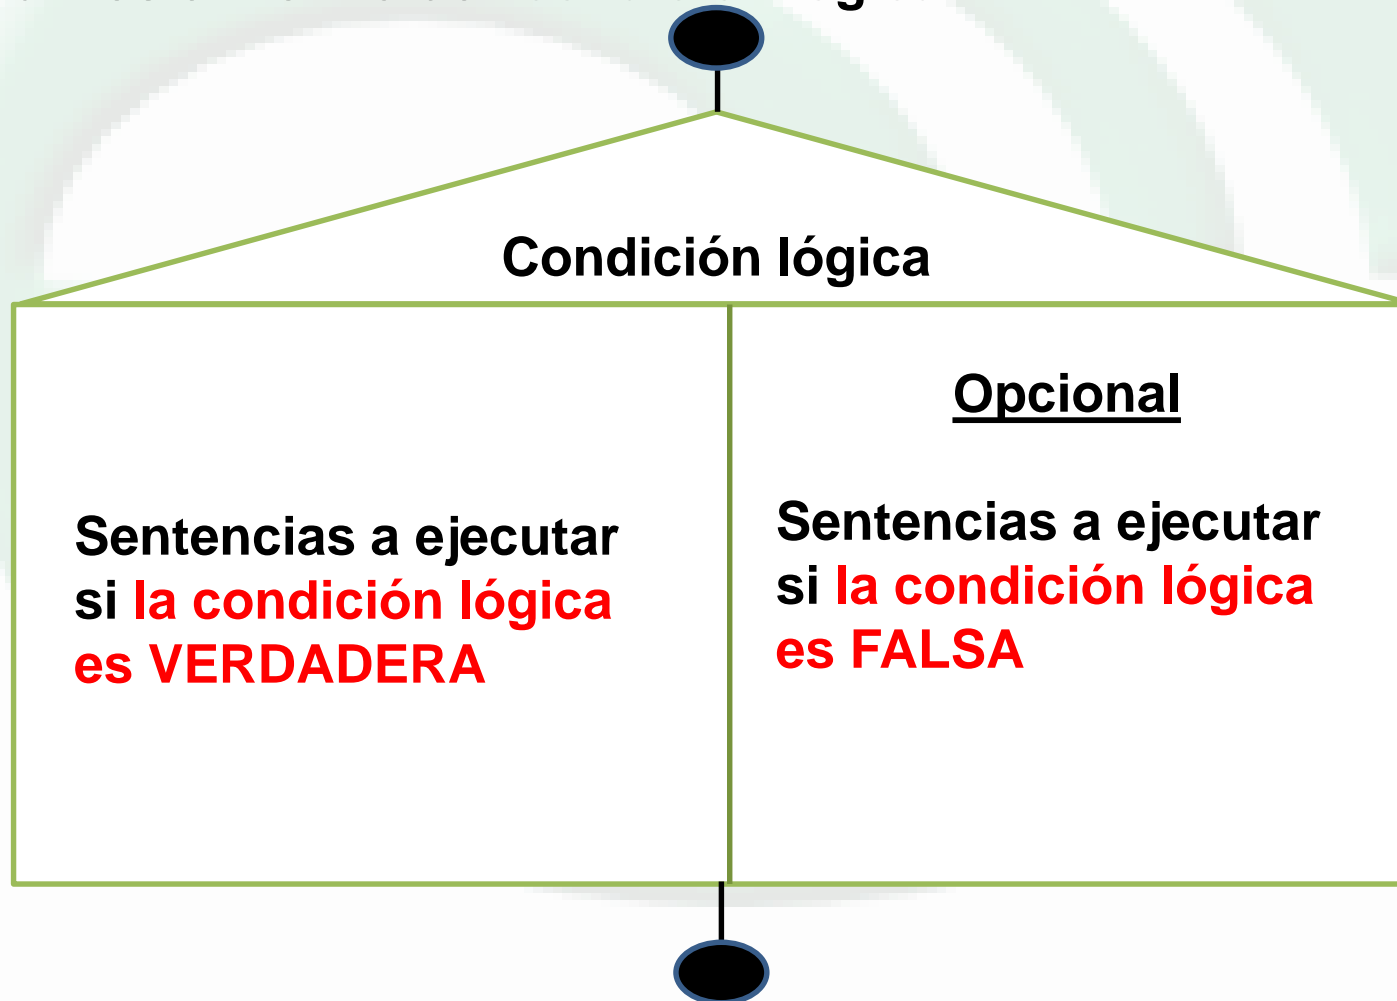 Condición lógica
Opcional
Sentencias a ejecutar
si la condición lógica
es VERDADERA
Sentencias a ejecutar
si la condición lógica
es FALSA